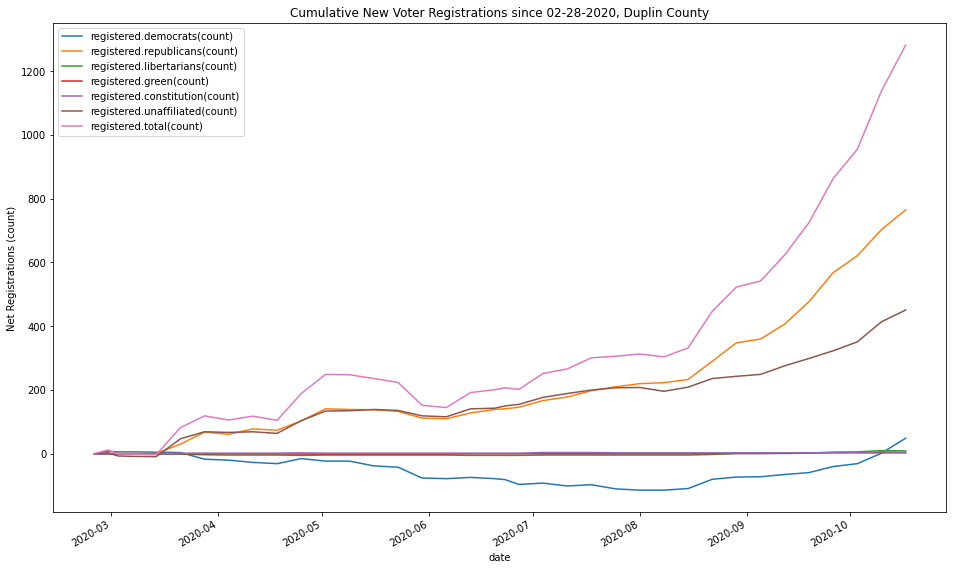 Cumulative New Voter Registrations since 02-28-2020, Duplin County
registered.democrats(count)
registered.republicans(count)
registered.libertarians(count)
registered.green(count)
registered.constitution(count)
registered.unaffiliated(count)
registered.total(count)
Net Registrations (count)
1200
1000
800
600
400
200
0
2020-03
2020-04
2020-05
2020-06
2020-07
2020-08
2020-09
2020-10
date